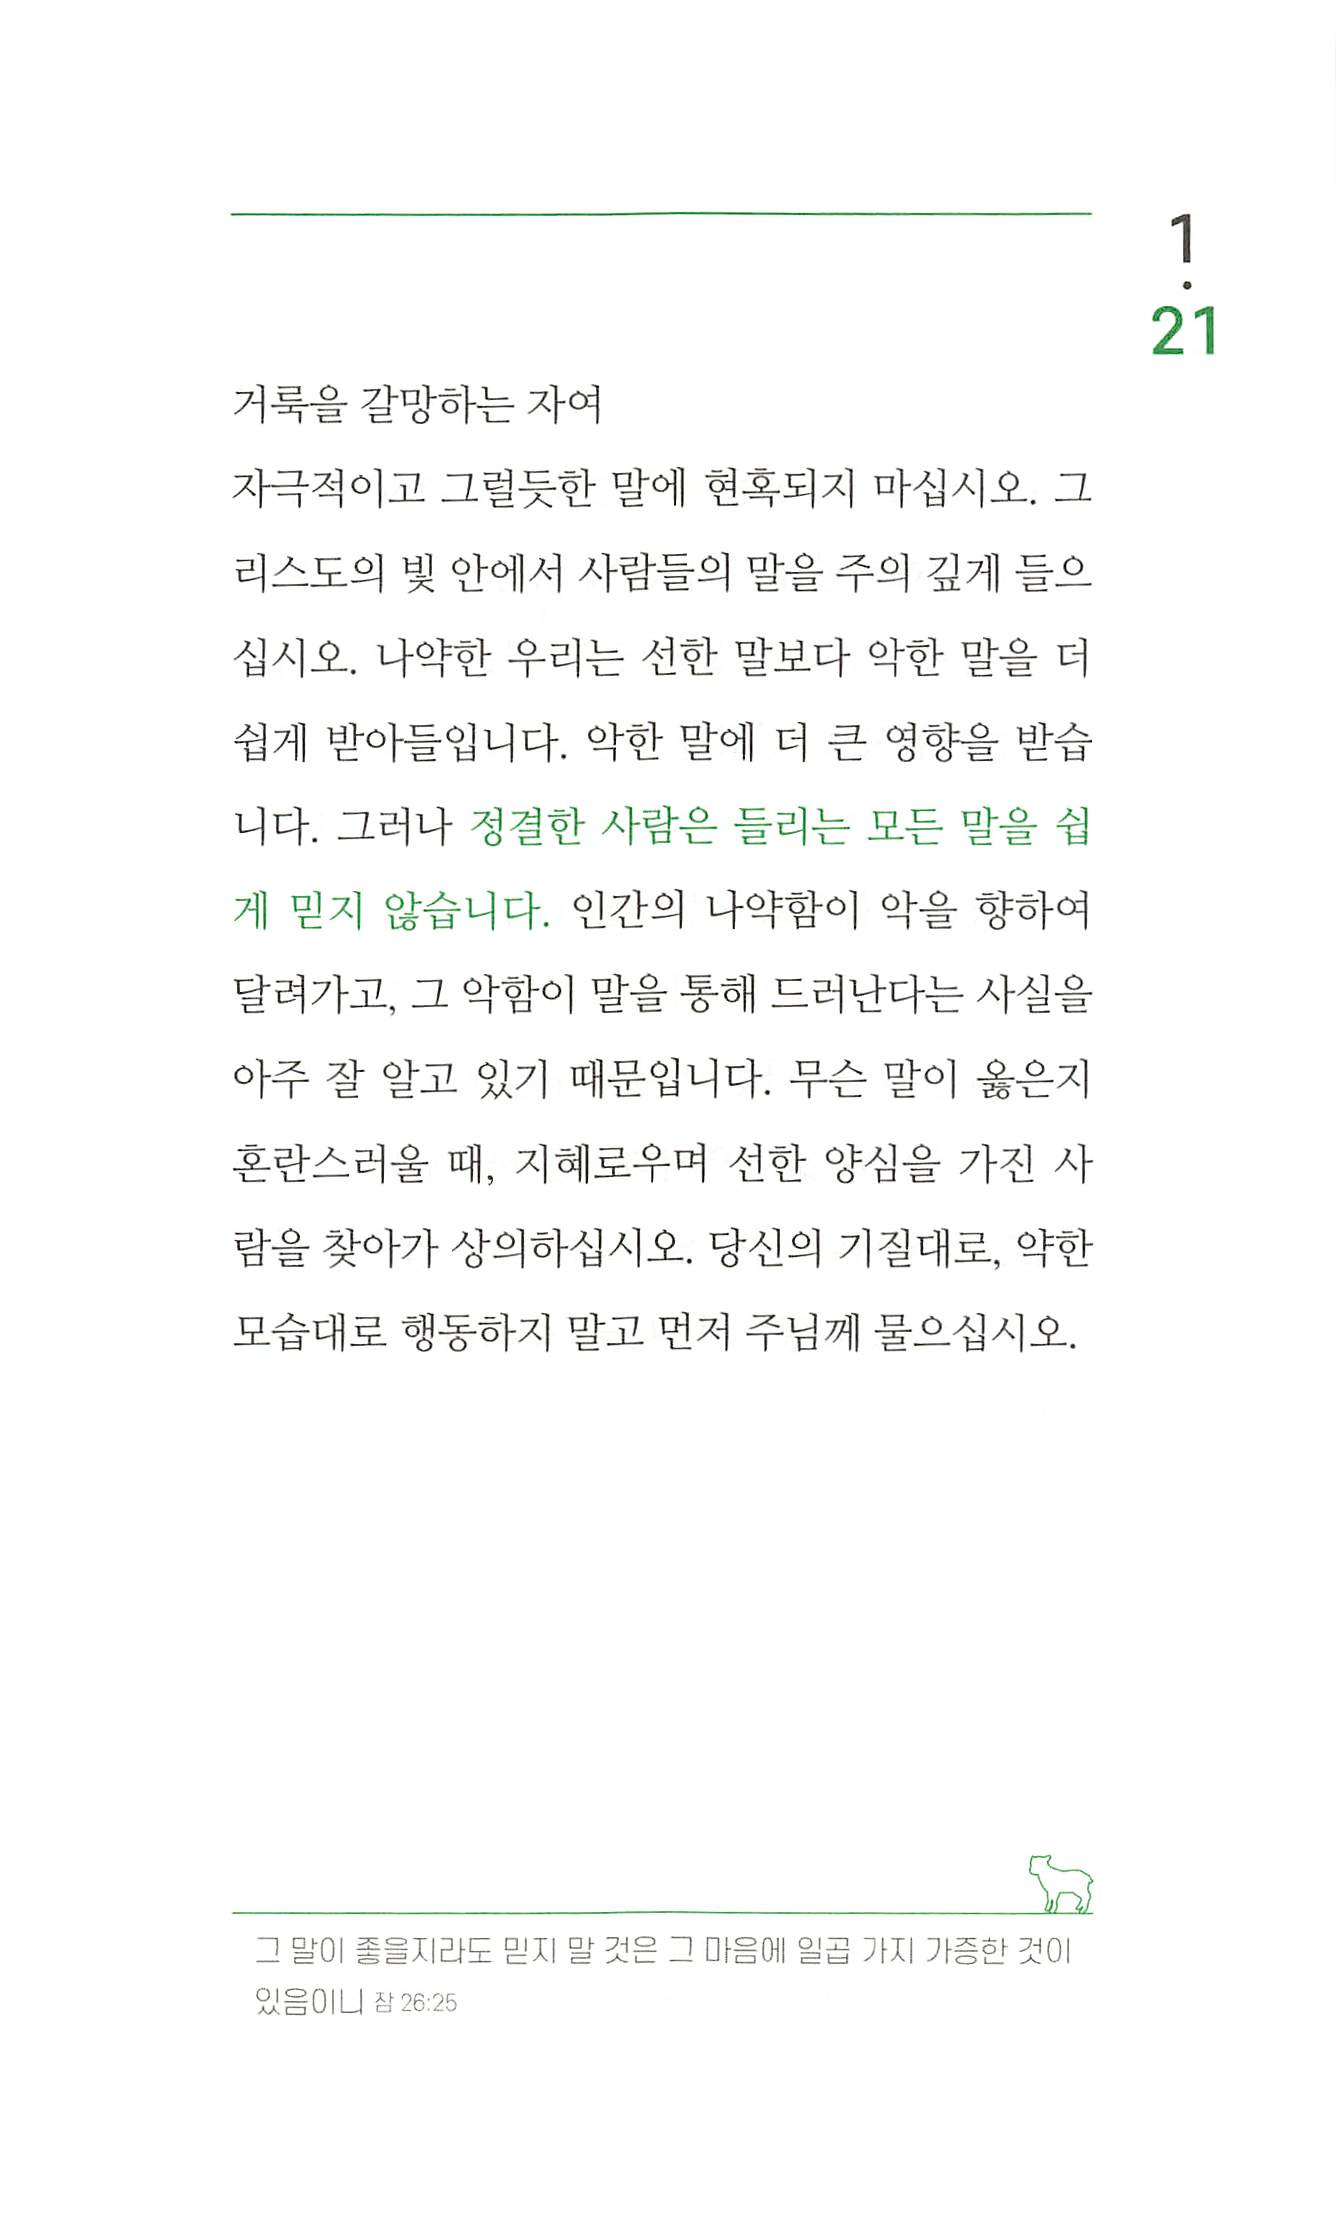 1
·
21
거룩을 갈망하는 자여
자극적이고 그럴듯한 말에 현혹되지 마십시오. 그
리스도의 빛 안에서 사람들의 말을 주의 깊게 들으
십시오. 나약한 우리는 선한 말보다 악한 말을 더
쉽게 받아들입니다. 악한 말에 더 큰 영향을 받습
니다. 그러나 정결한 사람은 들리는 모든 말을 쉽
게 믿지 않습니다. 인간의 나약함이 악을 향하여
달려가고, 그 악함이 말을 통해 드러난다는 사실을
아주 잘 알고 있기 때문입니다. 무슨 말이 옳은지
혼란스러울 때, 지혜로우며 선한 양심을 가진 사
람을 찾아가 상의하십시오. 당신의 기질대로, 약한
모습대로 행동하지 말고 먼저 주님께 물으십시오.
그 말이 좋을지라도 믿지 말 것은 그 마음에 일곱 가지 가증한 것이
있음이니 잠 26:25